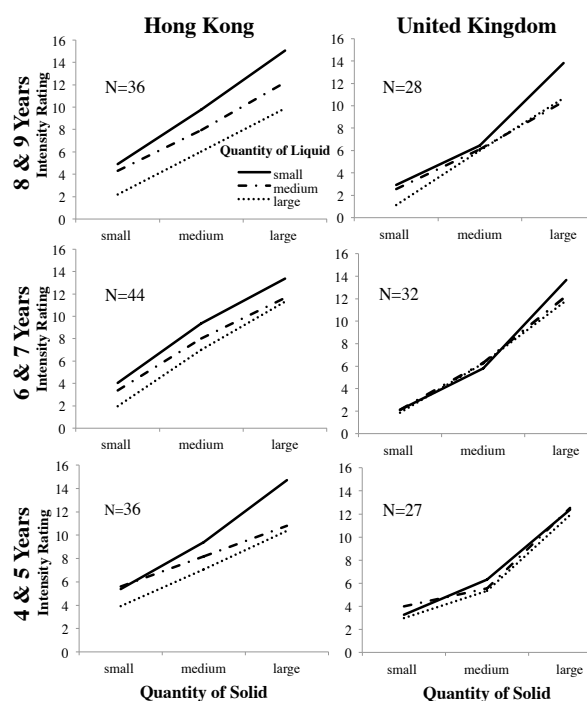 Hong Kong
United Kingdom
8 & 9 Years
Intensity Rating
16
14
12
10
8
6
4
2
0
N=36
Quantity of Liquid
small
medium
large
small
medium
large
16
14
12
10
8
6
4
2
0
N=28
small
medium
large
6 & 7 Years
Intensity Rating
16
14
12
10
8
6
4
2
0
N=44
small
medium
large
16
14
12
10
8
6
4
2
0
N=32
small
medium
large
4 & 5 Years
Intensity Rating
16
14
12
10
8
6
4
2
0
N=36
small
medium
large
Quantity of Solid
16
14
12
10
8
6
4
2
0
N=27
small
medium
large
Quantity of Solid